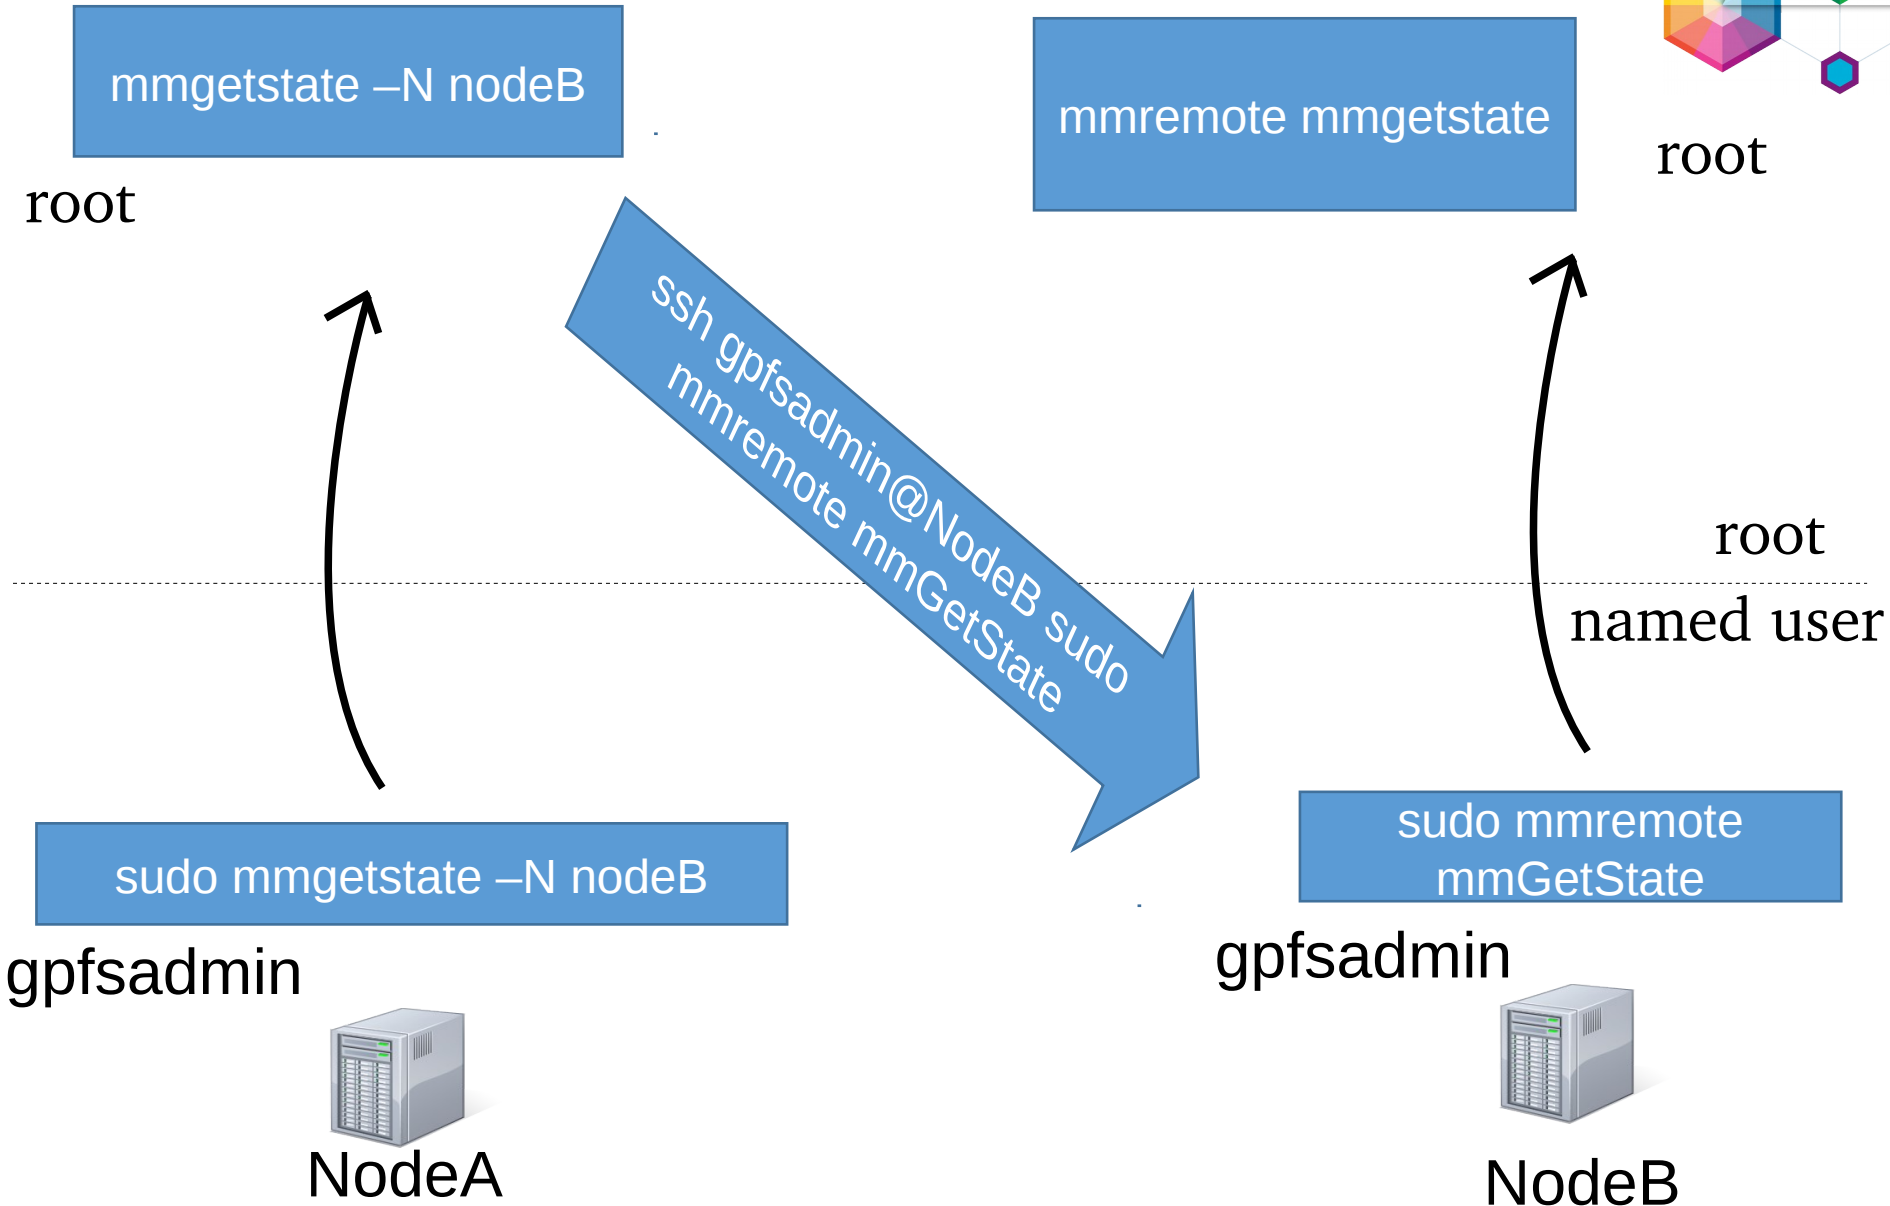 mmgetstate –N nodeB
mmremote mmgetstate
root
root
ssh gpfsadmin@NodeB sudo
mmremote mmGetState
root
named user
sudo mmgetstate –N nodeB
sudo mmremote
mmGetState
gpfsadmin
gpfsadmin
NodeA
NodeB